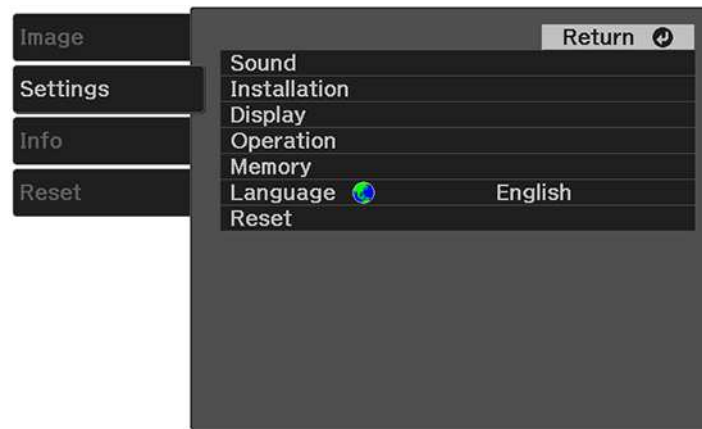 Image
Settings
Info
Reset
Return
Sound
Installation
Display
Operation
Memory
Language English
Reset